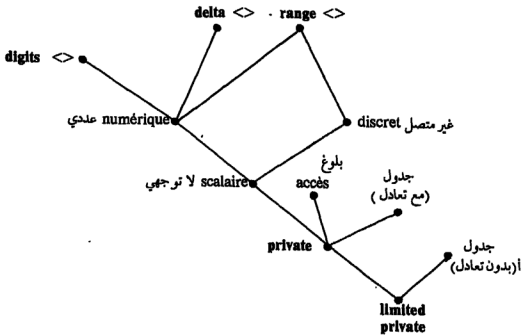 delta <> range <>
digits <>
numérique عددي
discret غير متصل
بلوغ
scalaire لا توجهي
accès
جدول
(مع تعادل)
private
جدول
أ(بدون تعادل)
limited
private